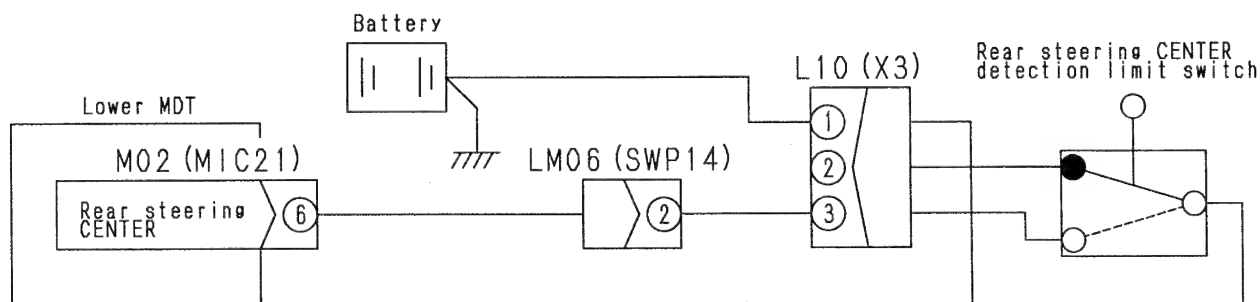 Battery
Rear steering CENTER
detection limit switch
L10 (X3)
Lower MDT
M02 (MIC21)
LM06 (SWP14)
1
2
3
Rear steering
CENTER
6
2